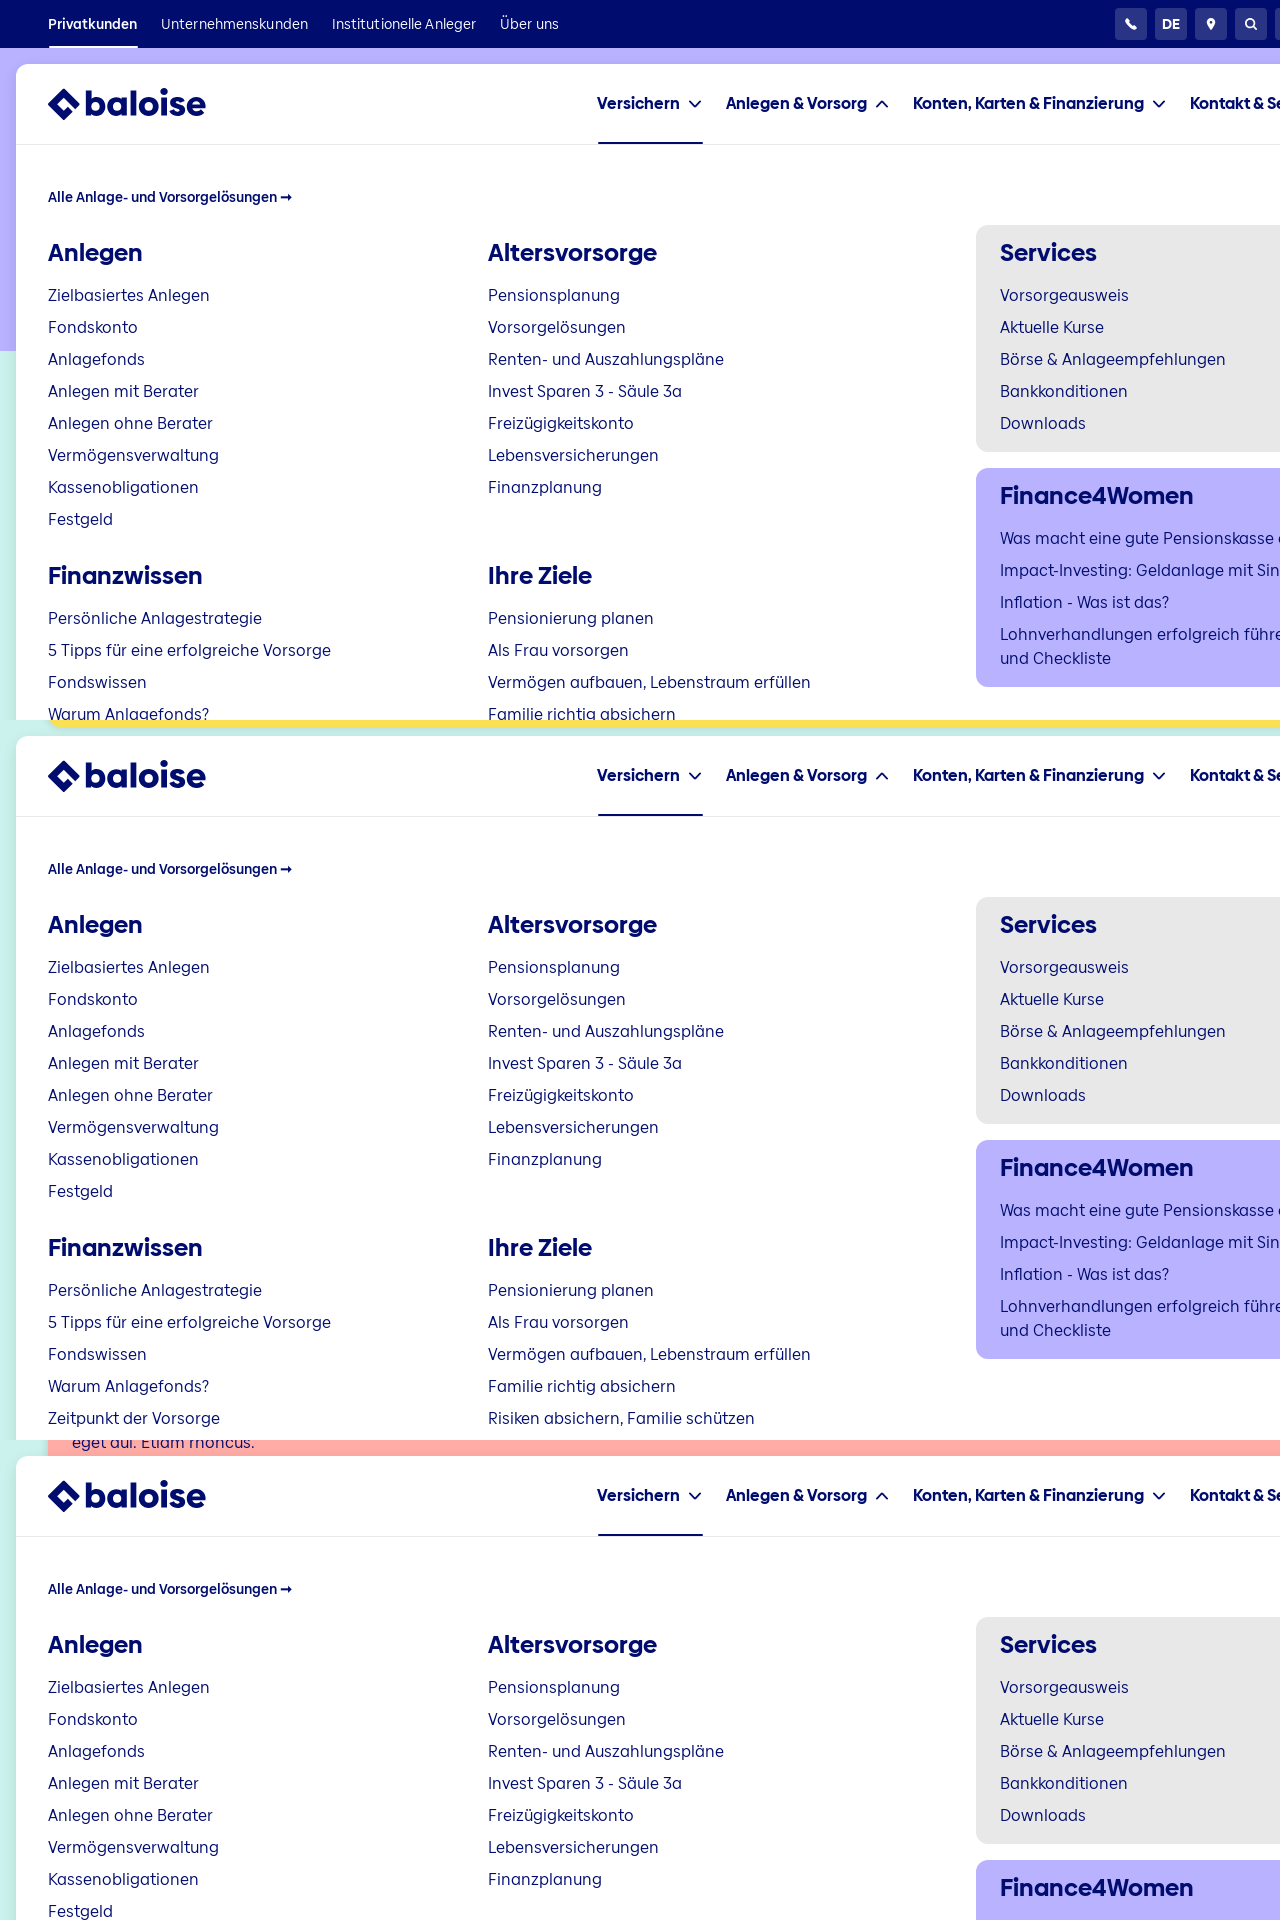 Privatkunden Unternehmenskunden Institutionelle Anleger Über uns DE
baloise Versichern Anlegen & Vorsorg Konten, Karten & Finanzierung Kontakt & Se
Alle Anlage- und Vorsorgelösungen ➞
Anlegen
Zielbasiertes Anlegen
Fondskonto
Anlagefonds
Anlegen mit Berater
Anlegen ohne Berater
Vermögensverwaltung
Kassenobligationen
Festgeld
Altersvorsorge
Pensionsplanung
Vorsorgelösungen
Renten- und Auszahlungspläne
Invest Sparen 3 - Säule 3a
Freizügigkeitskonto
Lebensversicherungen
Finanzplanung
Services
Vorsorgeausweis
Aktuelle Kurse
Börse & Anlageempfehlungen
Bankkonditionen
Downloads
Finance4Women
Was macht eine gute Pensionskasse
Impact-Investing: Geldanlage mit Sin
Inflation - Was ist das?
Lohnverhandlungen erfolgreich führe
und Checkliste
Finanzwissen
Persönliche Anlagestrategie
5 Tipps für eine erfolgreiche Vorsorge
Fondswissen
Warum Anlagefonds?
Ihre Ziele
Pensionierung planen
Als Frau vorsorgen
Vermögen aufbauen, Lebenstraum erfüllen
Familie richtig absichern
baloise Versichern Anlegen & Vorsorg Konten, Karten & Finanzierung Kontakt & Se
Alle Anlage- und Vorsorgelösungen ➞
Anlegen
Zielbasiertes Anlegen
Fondskonto
Anlagefonds
Anlegen mit Berater
Anlegen ohne Berater
Vermögensverwaltung
Kassenobligationen
Festgeld
Altersvorsorge
Pensionsplanung
Vorsorgelösungen
Renten- und Auszahlungspläne
Invest Sparen 3 - Säule 3a
Freizügigkeitskonto
Lebensversicherungen
Finanzplanung
Services
Vorsorgeausweis
Aktuelle Kurse
Börse & Anlageempfehlungen
Bankkonditionen
Downloads
Finance4Women
Was macht eine gute Pensionskasse
Impact-Investing: Geldanlage mit Sin
Inflation - Was ist das?
Lohnverhandlungen erfolgreich führe
und Checkliste
Finanzwissen
Persönliche Anlagestrategie
5 Tipps für eine erfolgreiche Vorsorge
Fondswissen
Warum Anlagefonds?
Zeitpunkt der Vorsorge
Ihre Ziele
Pensionierung planen
Als Frau vorsorgen
Vermögen aufbauen, Lebenstraum erfüllen
Familie richtig absichern
Risiken absichern, Familie schützen
eget dui. Etiam rhoncus.
baloise Versichern Anlegen & Vorsorg Konten, Karten & Finanzierung Kontakt & Se
Alle Anlage- und Vorsorgelösungen ➞
Anlegen
Zielbasiertes Anlegen
Fondskonto
Anlagefonds
Anlegen mit Berater
Anlegen ohne Berater
Vermögensverwaltung
Kassenobligationen
Festgeld
Altersvorsorge
Pensionsplanung
Vorsorgelösungen
Renten- und Auszahlungspläne
Invest Sparen 3 - Säule 3a
Freizügigkeitskonto
Lebensversicherungen
Finanzplanung
Services
Vorsorgeausweis
Aktuelle Kurse
Börse & Anlageempfehlungen
Bankkonditionen
Downloads
Finance4Women